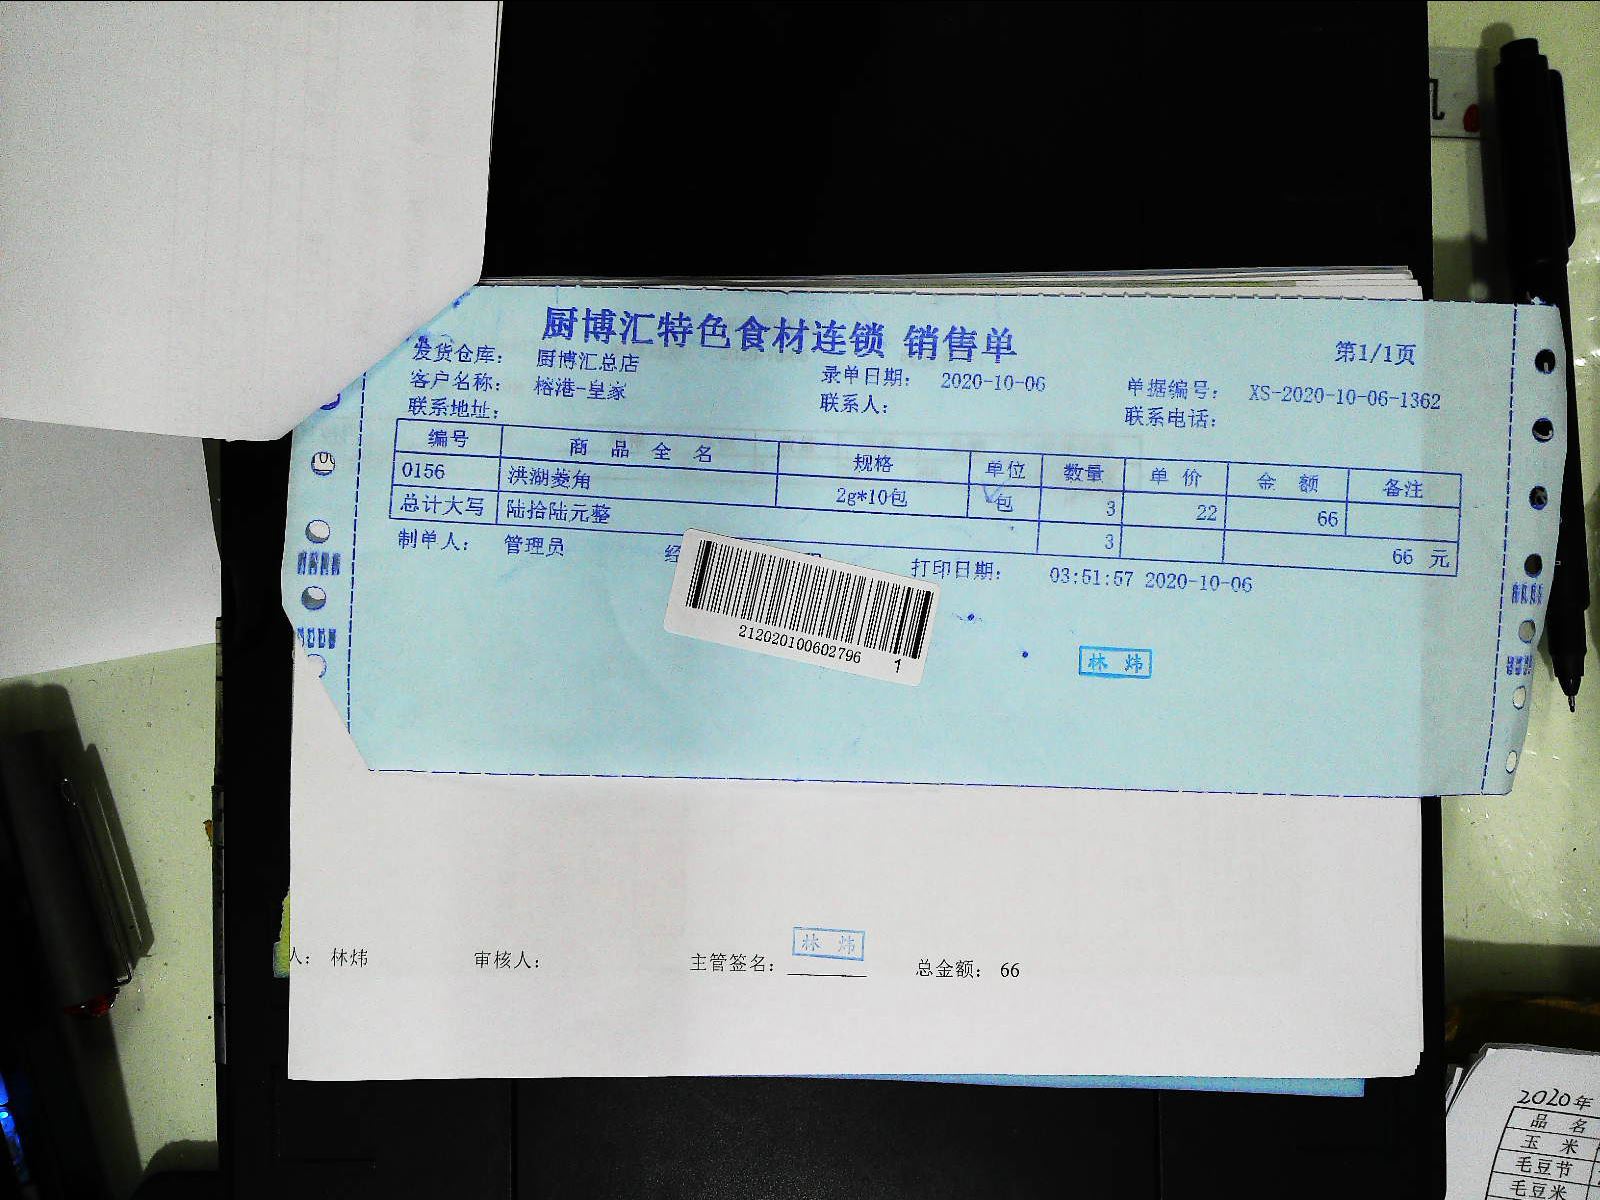 厨博汇特色食材连锁 销售单
第1/1页
发货仓库： 厨博汇总店
录单日期： 2020-10-06
单据编号： XS-2020-10-06-1362
客户名称： 榕港-皇家
联系人：
联系电话：
联系地址：
编号 商品全名 规格 单位 数量 单价 金额 备注
0156 洪湖菱角 2g*10包 包 3 22 66
总计大写 陆拾陆元整 3 66 元
制单人： 管理员 经 打印日期： 03:51:57 2020-10-06
212020100602796 1
林炜
林炜
人： 林炜 审核人： 主管签名： 总金额： 66
2020年
品名
玉米
毛豆节
毛豆米